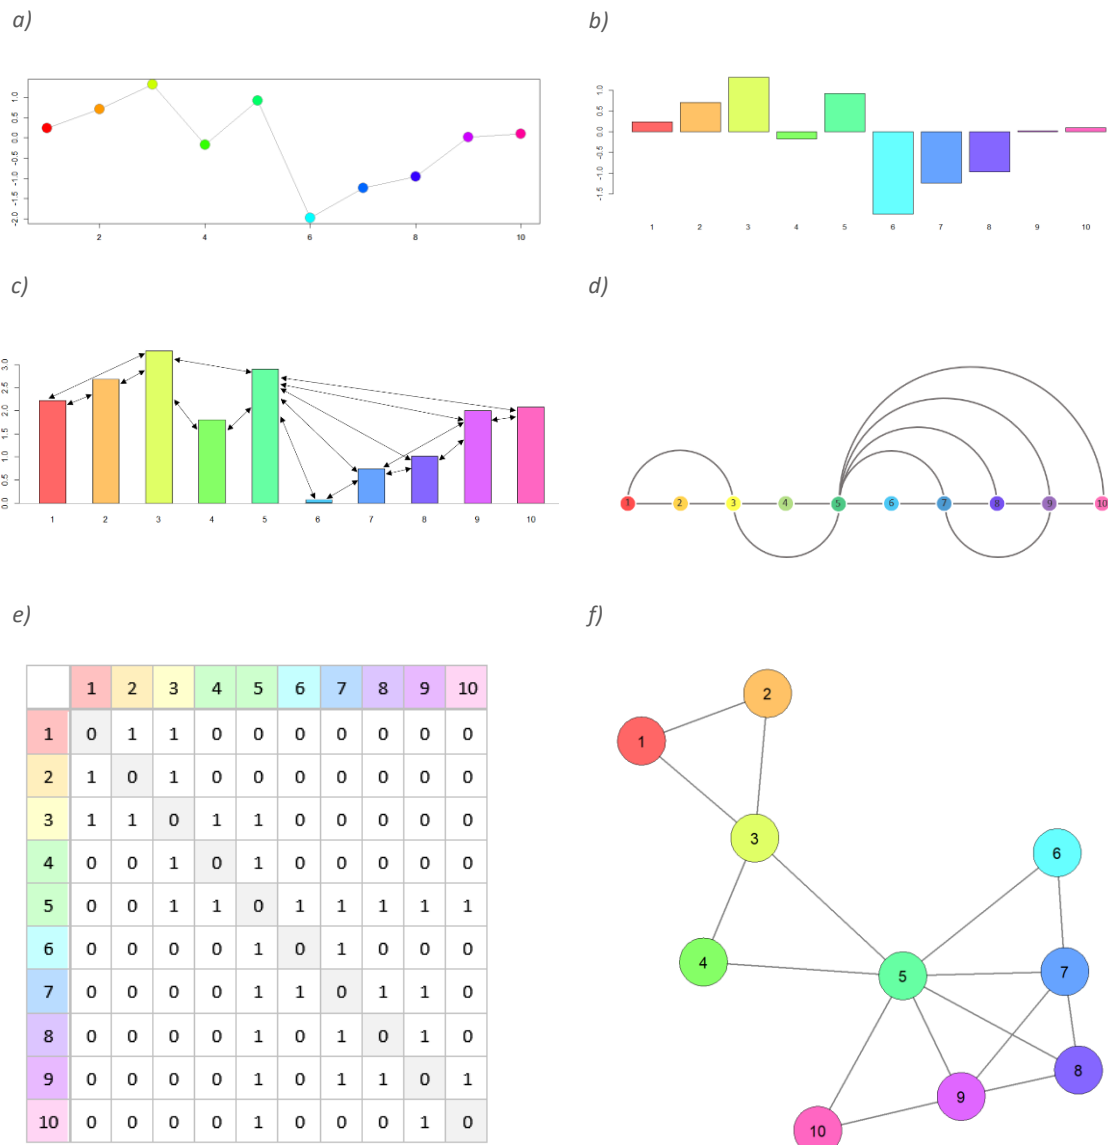 a)
b)
1.0
0.5
0.0
-0.5
-1.0
-1.5
-2.0
2
4
6
8
10
1.0
0.5
0.0
-0.5
-1.0
-1.5
1 2 3 4 5 6 7 8 9 10
c)
d)
3.0
2.5
2.0
1.5
1.0
0.5
0.0
1 2 3 4 5 6 7 8 9 10
1 2 3 4 5 6 7 8 9 10
e)
f)
1 2 3 4 5 6 7 8 9 10
1 0 1 1 0 0 0 0 0 0 0
2 1 0 1 0 0 0 0 0 0 0
3 1 1 0 1 1 0 0 0 0 0
4 0 0 1 0 1 0 0 0 0 0
5 0 0 1 1 0 1 1 1 1 1
6 0 0 0 0 1 0 1 0 0 0
7 0 0 0 0 1 1 0 1 1 0
8 0 0 0 0 1 0 1 0 1 0
9 0 0 0 0 1 0 1 1 0 1
10 0 0 0 0 1 0 0 0 1 0
2
1
3
6
4
5
7
8
9
10